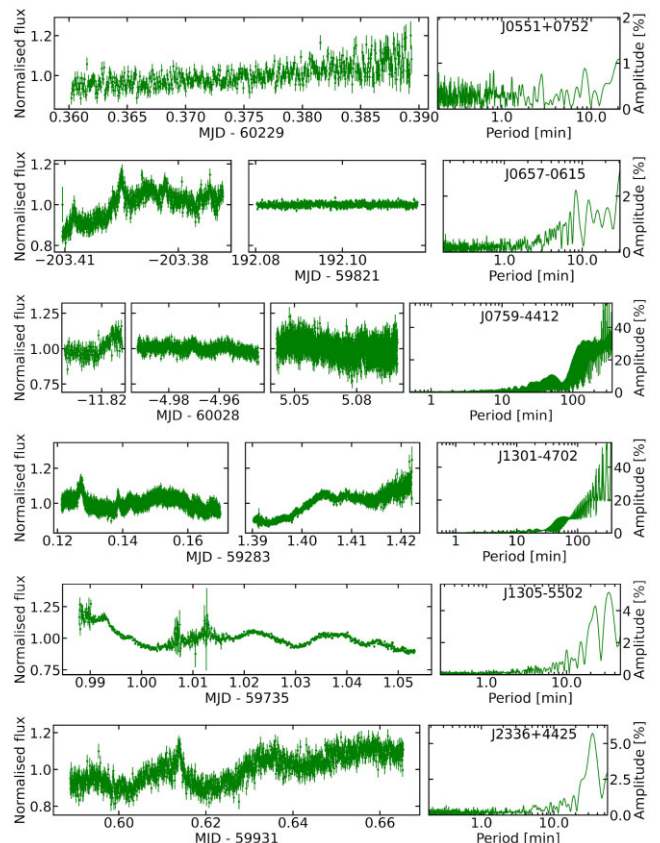 Normalised flux
1.2
1.0
0.360 0.365 0.370 0.375 0.380 0.385 0.390
MJD - 60229
J0551+0752
2
1
0
Amplitude [%]
1.0 10.0
Period [min]
Normalised flux
1.2
1.0
0.8
−203.41 −203.38
192.08 192.10
MJD - 59821
J0657-0615
2
0
Amplitude [%]
1.0 10.0
Period [min]
Normalised flux
1.25
1.00
0.75
−11.82
−4.98 −4.96
5.05 5.08
MJD - 60028
J0759-4412
40
20
0
Amplitude [%]
1 10 100
Period [min]
Normalised flux
1.2
1.0
0.12 0.14 0.16
1.39 1.40 1.41 1.42
MJD - 59283
J1301-4702
40
20
0
Amplitude [%]
1 10 100
Period [min]
Normalised flux
1.25
1.00
0.75
0.99 1.00 1.01 1.02 1.03 1.04 1.05
MJD - 59735
J1305-5502
4
2
0
Amplitude [%]
1.0 10.0
Period [min]
Normalised flux
1.2
1.0
0.8
0.60 0.62 0.64 0.66
MJD - 59931
J2336+4425
5.0
2.5
0.0
Amplitude [%]
1.0 10.0
Period [min]